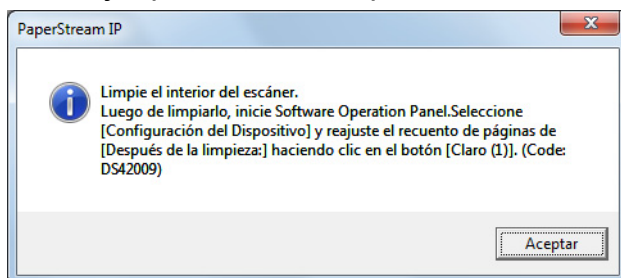 PaperStream IP
Limpie el interior del escáner.
Luego de limpiarlo, inicie Software Operation Panel.Seleccione
[Configuración del Dispositivo] y reajuste el recuento de páginas de
[Después de la limpieza:] haciendo clic en el botón [Claro (1)]. (Code:
DS42009)
Aceptar